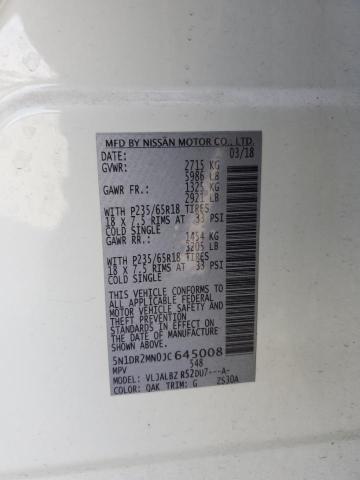 MFD BY NISSAN MOTOR CO., LTD.
DATE: 03/18
GVWR: 2715 KG
5986 LB
GAWR FR: 1325 KG
2921 LB
WITH P235/65R18 TIRES
18 X 7.5 RIMS AT 33 PSI
COLD SINGLE
GAWR RR: 1454 KG
3205 LB
WITH P235/65R18 TIRES
18 X 7.5 RIMS AT 33 PSI
COLD SINGLE
THIS VEHICLE CONFORMS TO
ALL APPLICABLE FEDERAL
MOTOR VEHICLE SAFETY
STANDARDS IN EFFECT ON
THE DATE OF MANUFACTURE
SHOWN ABOVE.
5N1DR2MN0JC645008
MPV 548
MODEL: VLJALBZ R52DU7---A-
COLOR: QAK TRIM: G ZS30A